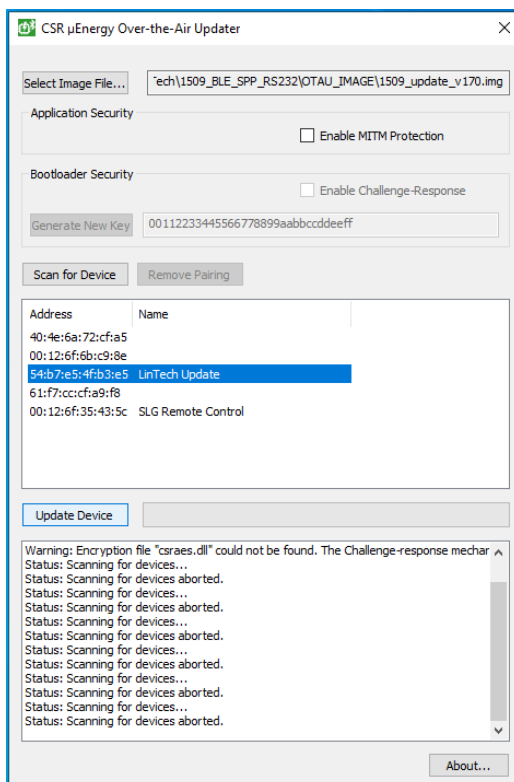 CSR µEnergy Over-the-Air Updater
Select Image File... Tech\1509_BLE_SPP_RS232\OTAU_IMAGE\1509_update_v170.img
Application Security
Enable MITM Protection
Bootloader Security
Enable Challenge-Response
Generate New Key 00112233445566778899aabbccddeeff
Scan for Device Remove Pairing
Address Name
40:4e:6a:72:cf:a5
00:12:6f:6b:c9:8e
54:b7:e5:4f:b3:e5 LinTech Update
61:f7:cc:cf:a9:f8
00:12:6f:35:43:5c SLG Remote Control
Update Device
Warning: Encryption file "csraes.dll" could not be found. The Challenge-response mechar
Status: Scanning for devices...
Status: Scanning for devices aborted.
Status: Scanning for devices...
Status: Scanning for devices aborted.
Status: Scanning for devices...
Status: Scanning for devices aborted.
Status: Scanning for devices...
Status: Scanning for devices aborted.
Status: Scanning for devices...
Status: Scanning for devices aborted.
Status: Scanning for devices...
Status: Scanning for devices aborted.
About...